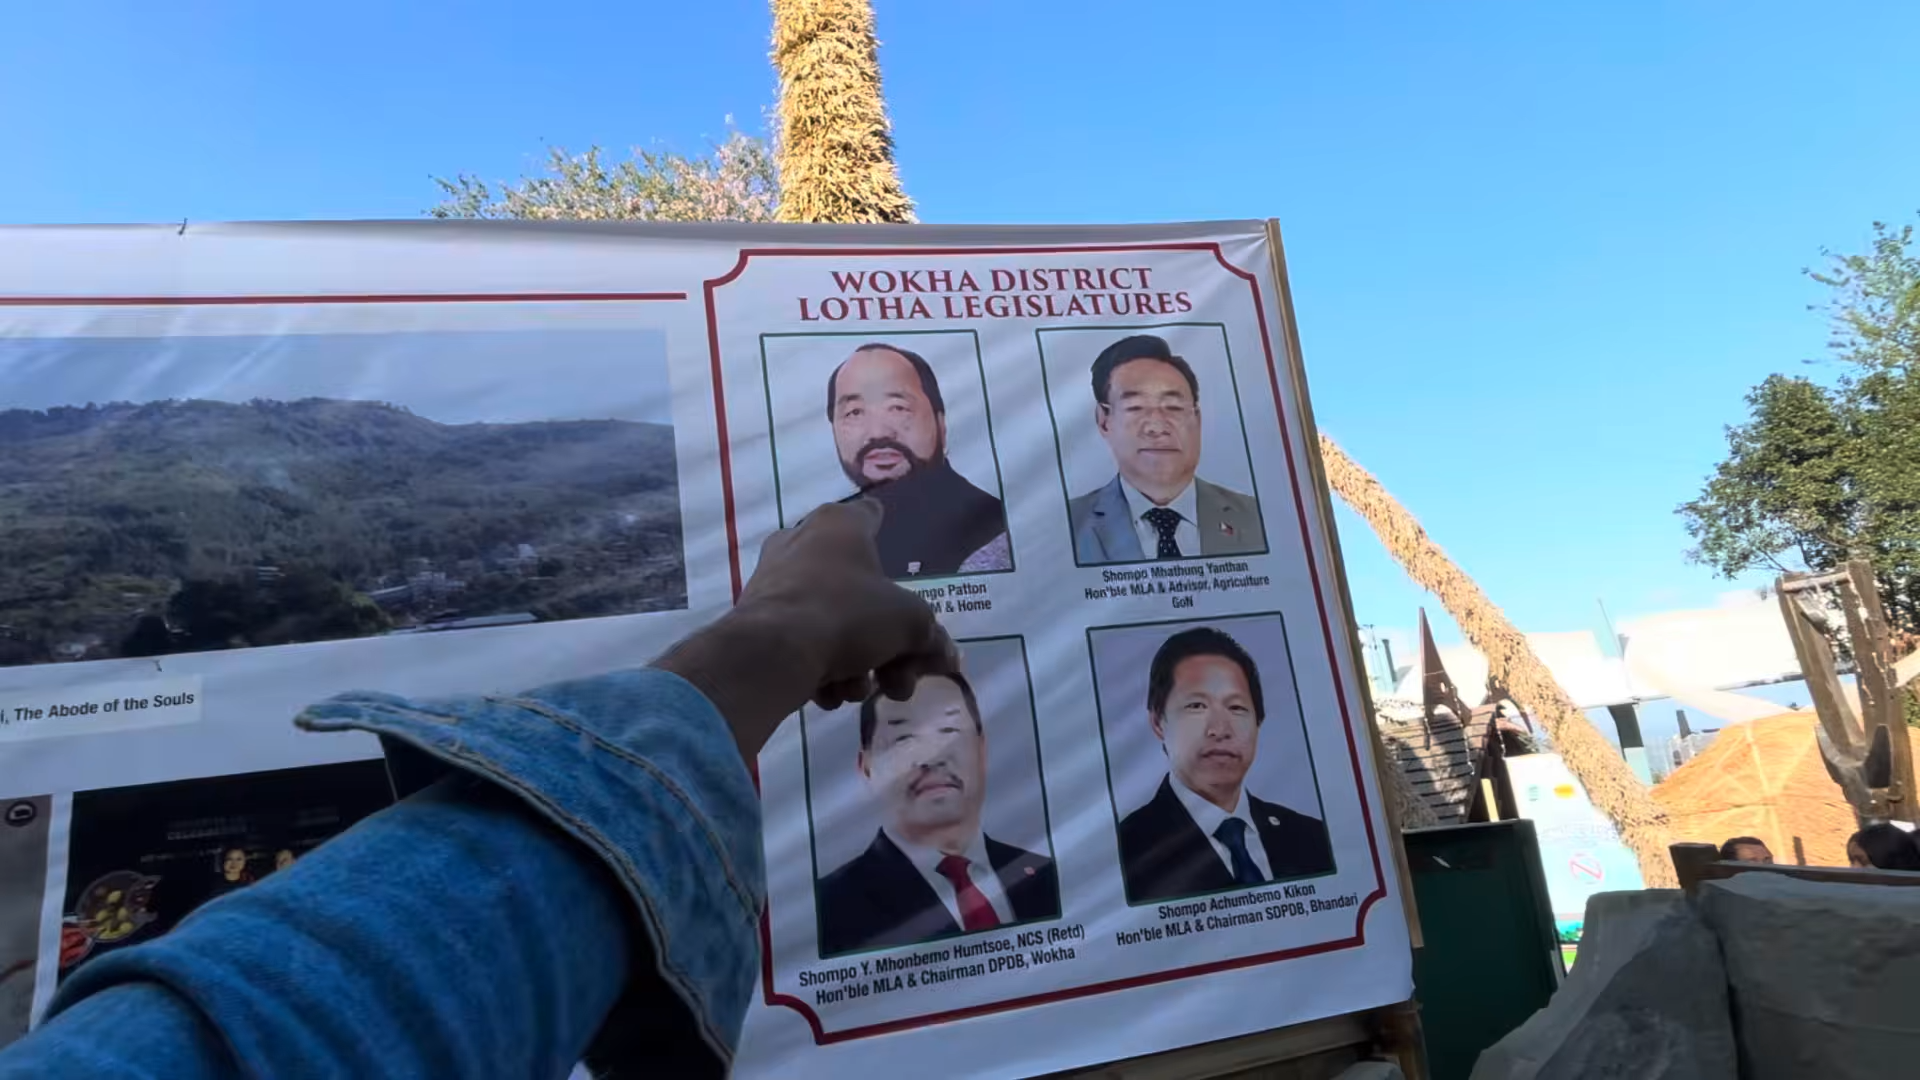 WOKHA DISTRICT
LOTHA LEGISLATURES
ungo Patton
M & Home
Shompo Mhathung Yanthan
Hon'ble MLA & Advisor, Agriculture
GoN
i, The Abode of the Souls
Shompo Y. Mhonbemo Humtsoe, NCS (Retd)
Hon'ble MLA & Chairman DPDB, Wokha
Shompo Achumbemo Kikon
Hon'ble MLA & Chairman SDPDB, Bhandari